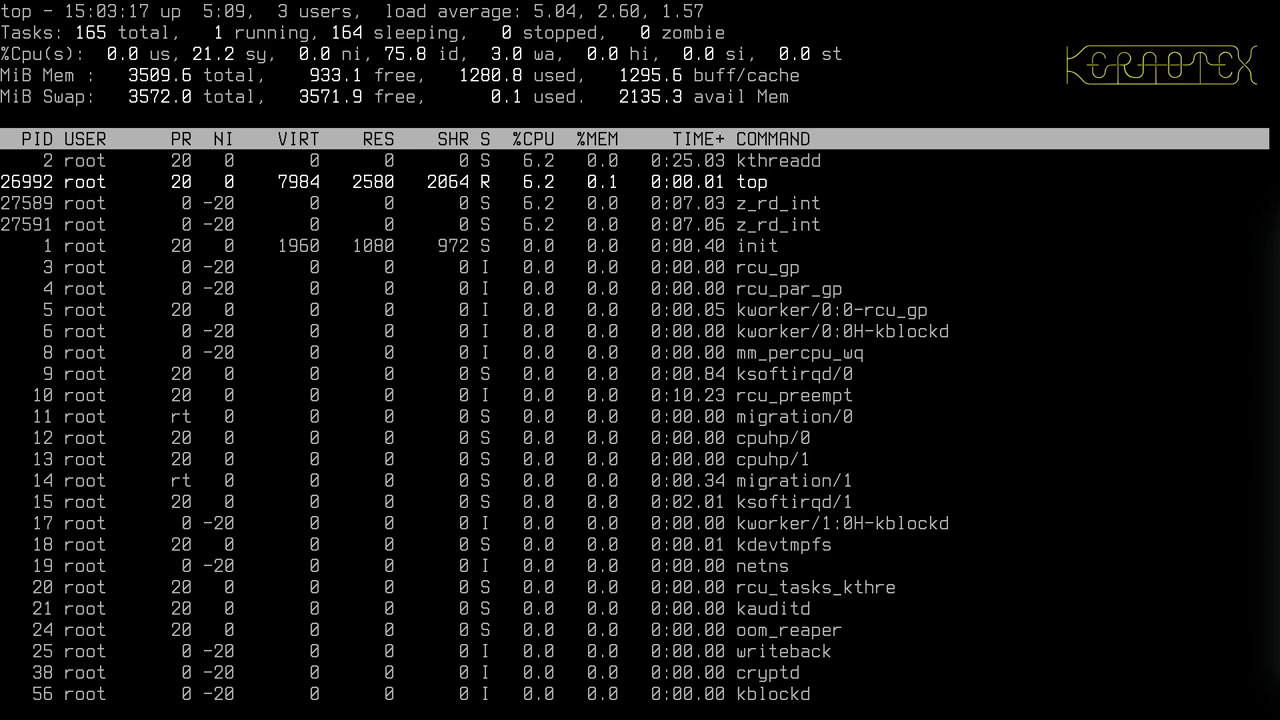 top - 15:03:17 up  5:09,  3 users,  load average: 5.04, 2.60, 1.57
Tasks: 165 total,   1 running, 164 sleeping,   0 stopped,   0 zombie
%Cpu(s):  0.0 us, 21.2 sy,  0.0 ni, 75.8 id,  3.0 wa,  0.0 hi,  0.0 si,  0.0 st
MiB Mem :   3509.6 total,    933.1 free,   1280.8 used,   1295.6 buff/cache
MiB Swap:   3572.0 total,   3571.9 free,      0.1 used.   2135.3 avail Mem
KERAOTEX
PID USER      PR  NI    VIRT    RES    SHR S  %CPU  %MEM     TIME+ COMMAND
2 root      20   0       0      0      0 S   6.2   0.0   0:25.03 kthreadd
26992 root      20   0    7984   2580   2064 R   6.2   0.1   0:00.01 top
27589 root       0 -20       0      0      0 S   6.2   0.0   0:07.03 z_rd_int
27591 root       0 -20       0      0      0 S   6.2   0.0   0:07.06 z_rd_int
1 root      20   0    1960   1080    972 S   0.0   0.0   0:00.40 init
3 root       0 -20       0      0      0 I   0.0   0.0   0:00.00 rcu_gp
4 root       0 -20       0      0      0 I   0.0   0.0   0:00.00 rcu_par_gp
5 root      20   0       0      0      0 I   0.0   0.0   0:00.05 kworker/0:0-rcu_gp
6 root       0 -20       0      0      0 I   0.0   0.0   0:00.00 kworker/0:0H-kblockd
8 root       0 -20       0      0      0 I   0.0   0.0   0:00.00 mm_percpu_wq
9 root      20   0       0      0      0 S   0.0   0.0   0:00.84 ksoftirqd/0
10 root      20   0       0      0      0 I   0.0   0.0   0:10.23 rcu_preempt
11 root      rt   0       0      0      0 S   0.0   0.0   0:00.00 migration/0
12 root      20   0       0      0      0 S   0.0   0.0   0:00.00 cpuhp/0
13 root      20   0       0      0      0 S   0.0   0.0   0:00.00 cpuhp/1
14 root      rt   0       0      0      0 S   0.0   0.0   0:00.34 migration/1
15 root      20   0       0      0      0 S   0.0   0.0   0:02.01 ksoftirqd/1
17 root       0 -20       0      0      0 I   0.0   0.0   0:00.00 kworker/1:0H-kblockd
18 root      20   0       0      0      0 S   0.0   0.0   0:00.01 kdevtmpfs
19 root       0 -20       0      0      0 I   0.0   0.0   0:00.00 netns
20 root      20   0       0      0      0 S   0.0   0.0   0:00.00 rcu_tasks_kthre
21 root      20   0       0      0      0 S   0.0   0.0   0:00.00 kauditd
24 root      20   0       0      0      0 S   0.0   0.0   0:00.00 oom_reaper
25 root       0 -20       0      0      0 I   0.0   0.0   0:00.00 writeback
38 root       0 -20       0      0      0 I   0.0   0.0   0:00.00 cryptd
56 root       0 -20       0      0      0 I   0.0   0.0   0:00.00 kblockd